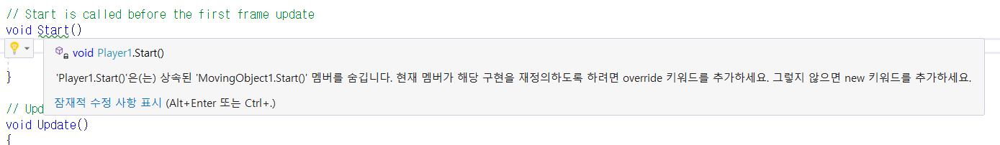 // Start is called before the first frame update
void Start()
void Player1.Start()
'Player1.Start()'은(는) 상속된 'MovingObject1.Start()' 멤버를 숨깁니다. 현재 멤버가 해당 구현을 재정의하도록 하려면 override 키워드를 추가하세요. 그렇지 않으면 new 키워드를 추가하세요.
}
잠재적 수정 사항 표시 (Alt+Enter 또는 Ctrl+.)
// Upd
void Update()
{